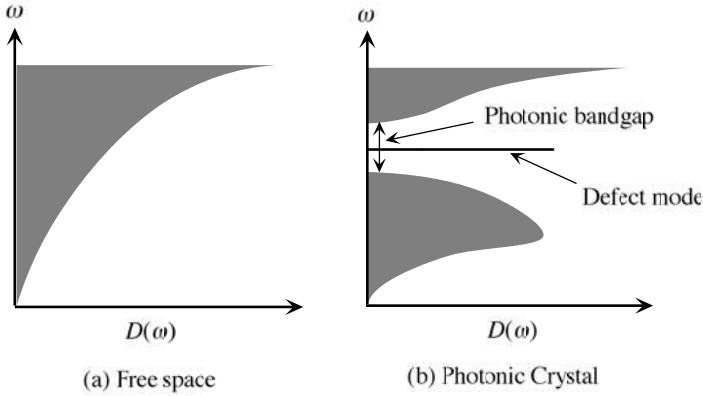 ω
ω
Photonic bandgap
Defect mode
D(ω)
D(ω)
(a) Free space
(b) Photonic Crystal